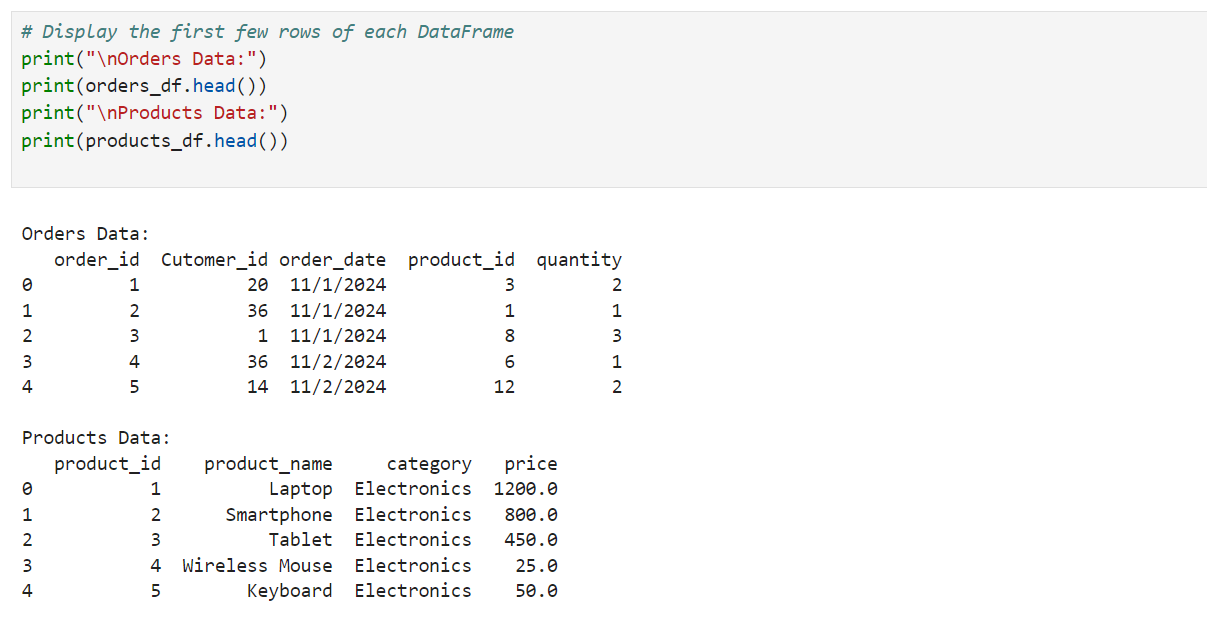 # Display the first few rows of each DataFrame
print("\nOrders Data:")
print(orders_df.head())
print("\nProducts Data:")
print(products_df.head())
Orders Data:
   order_id  Cutomer_id order_date  product_id  quantity
0         1          20  11/1/2024           3         2
1         2          36  11/1/2024           1         1
2         3           1  11/1/2024           8         3
3         4          36  11/2/2024           6         1
4         5          14  11/2/2024          12         2
Products Data:
   product_id    product_name     category   price
0           1          Laptop  Electronics  1200.0
1           2      Smartphone  Electronics   800.0
2           3          Tablet  Electronics   450.0
3           4  Wireless Mouse  Electronics    25.0
4           5        Keyboard  Electronics    50.0